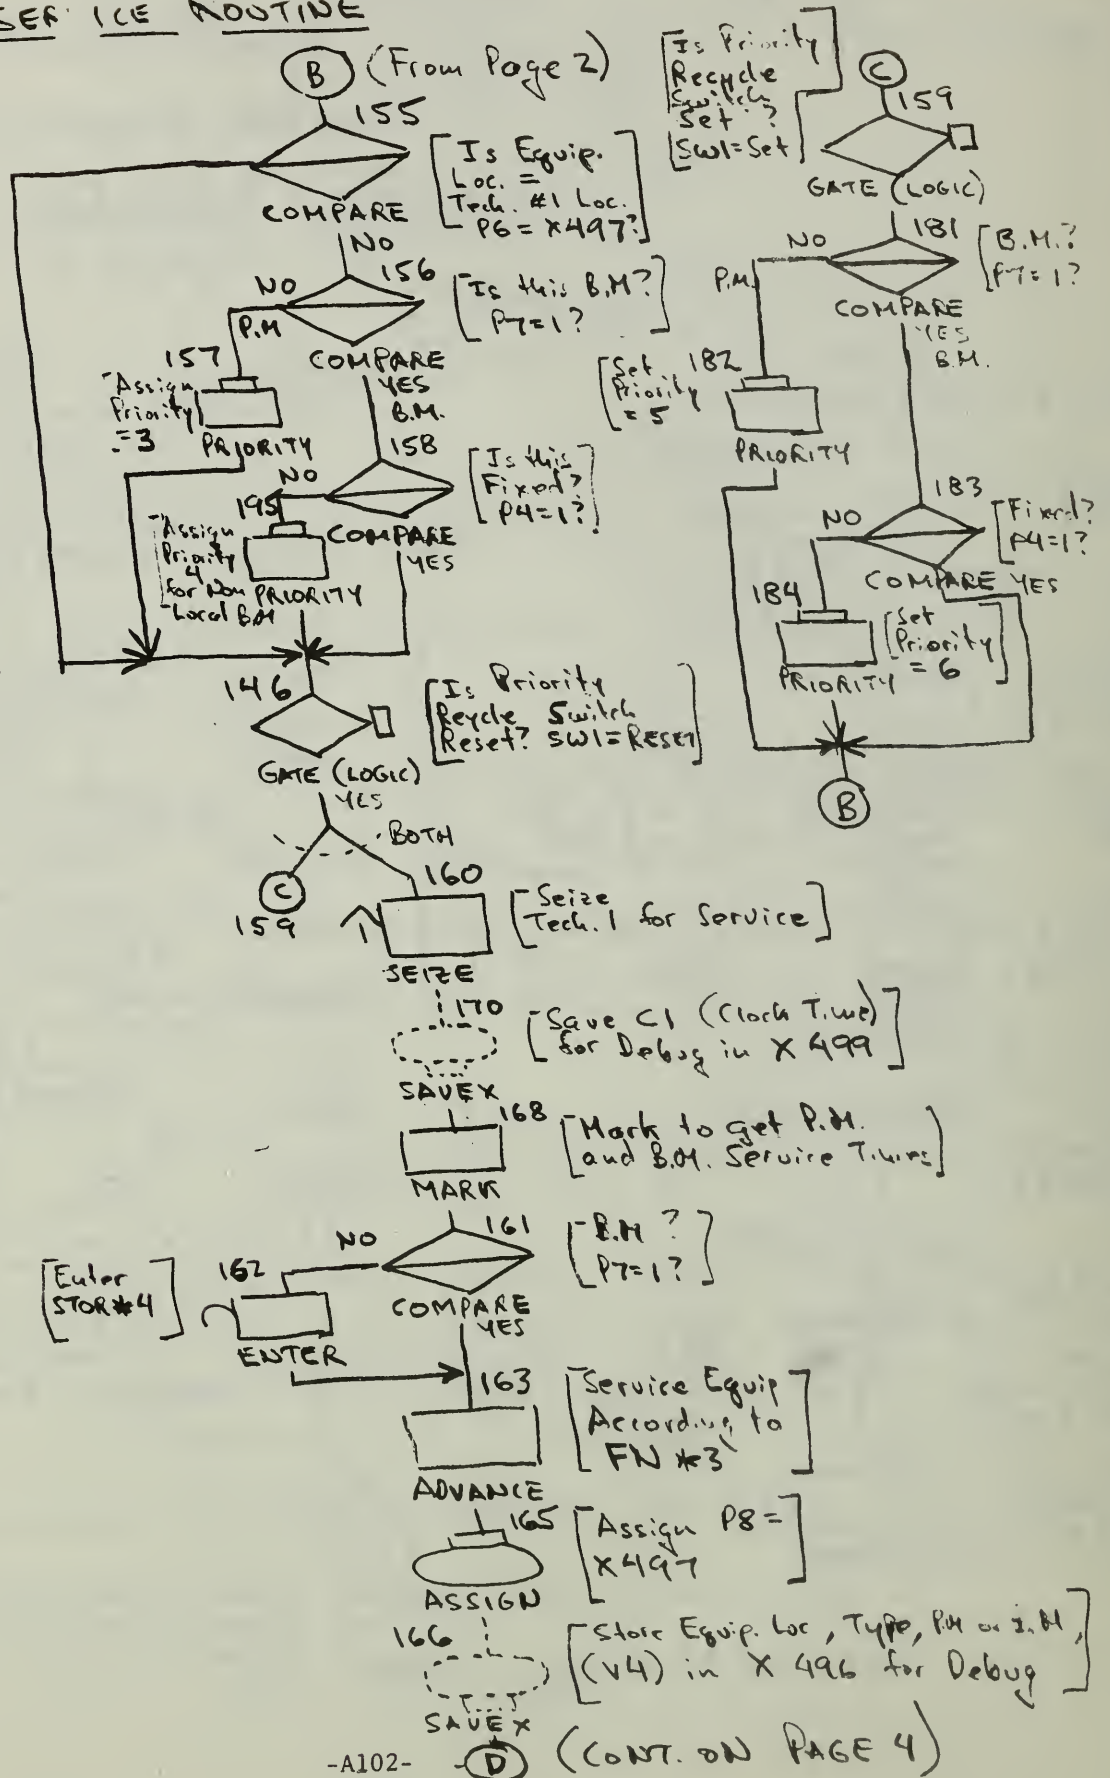 SERVICE ROUTINE
B (From Page 2)
155
[Is Equip.
Loc. =
Tech. #1 Loc.
P6 = X497?]
COMPARE
NO
156
[Is this B.M?
P7=1?]
NO
P.M
COMPARE
YES
B.M.
157
[Assign
Priority
=3
PRIORITY
158
[Is this
Fixed?
P4=1?]
NO
COMPARE
YES
195
[Assign
Priority
4
for Non
-Local B.M
PRIORITY
146
[Is Priority
Reycle Switch
Reset? SW1=RESET]
GATE (LOGIC)
YES
BOTH
C
159
160
[Seize
Tech. 1 for Service]
1
SEIZE
170
[Save C1 (Clock Time)
for Debug in X 499]
SAVEX
168
[Mark to get P.M.
and B.M. Service Times]
MARK
161
[B.M ?
P7=1?]
NO
COMPARE
YES
[Enter
STOR*4]
162
ENTER
163
[Service Equip
According to
FN *3]
ADVANCE
165
[Assign P8 =
X497]
ASSIGN
166
[Store Equip. Loc, Type, P.M or I.M,
(V4) in X 496 for Debug]
SAVEX
D (CONT. ON PAGE 4)
-A102-
[Is Priority
Recycle
Switch
Set ?
SW1=Set]
C
159
GATE (LOGIC)
181
[B.M.?
P7=1?]
NO
P.M.
COMPARE
YES
B.M.
182
[Set
Priority
= 5
PRIORITY
183
[Fixed?
P4=1?]
NO
COMPARE YES
184
[Set
Priority
= 6]
PRIORITY
B